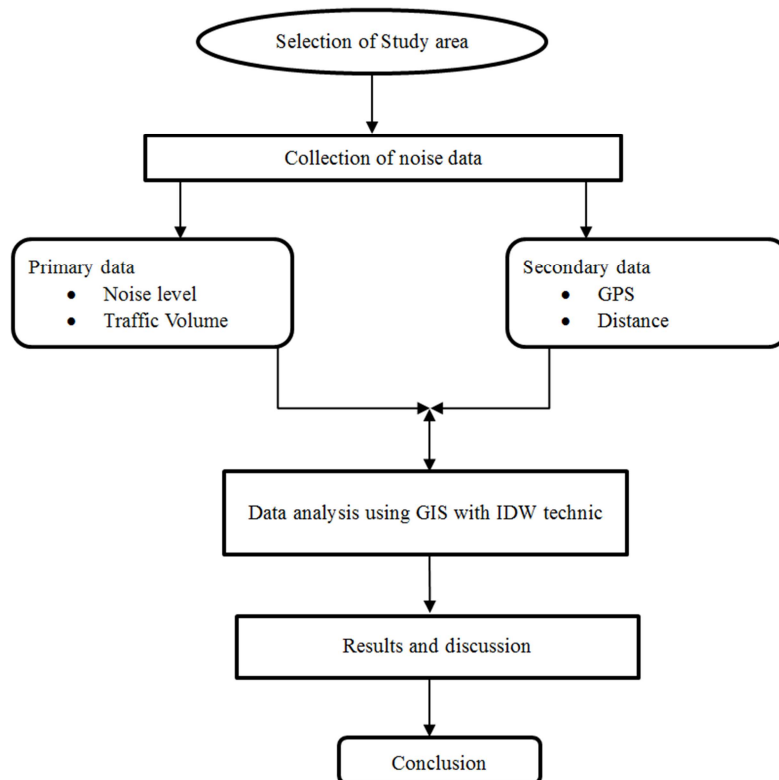 Selection of Study area
Collection of noise data
Primary data
• Noise level
• Traffic Volume
Secondary data
• GPS
• Distance
Data analysis using GIS with IDW technic
Results and discussion
Conclusion